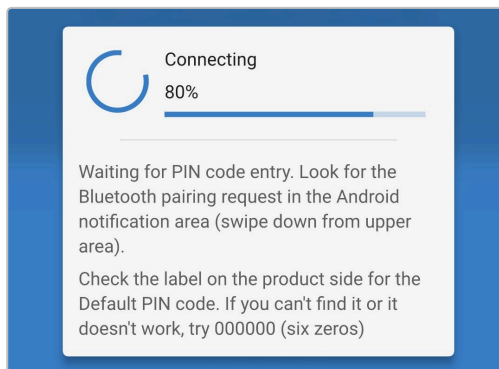 Connecting
80%
Waiting for PIN code entry. Look for the
Bluetooth pairing request in the Android
notification area (swipe down from upper
area).
Check the label on the product side for the
Default PIN code. If you can't find it or it
doesn't work, try 000000 (six zeros)